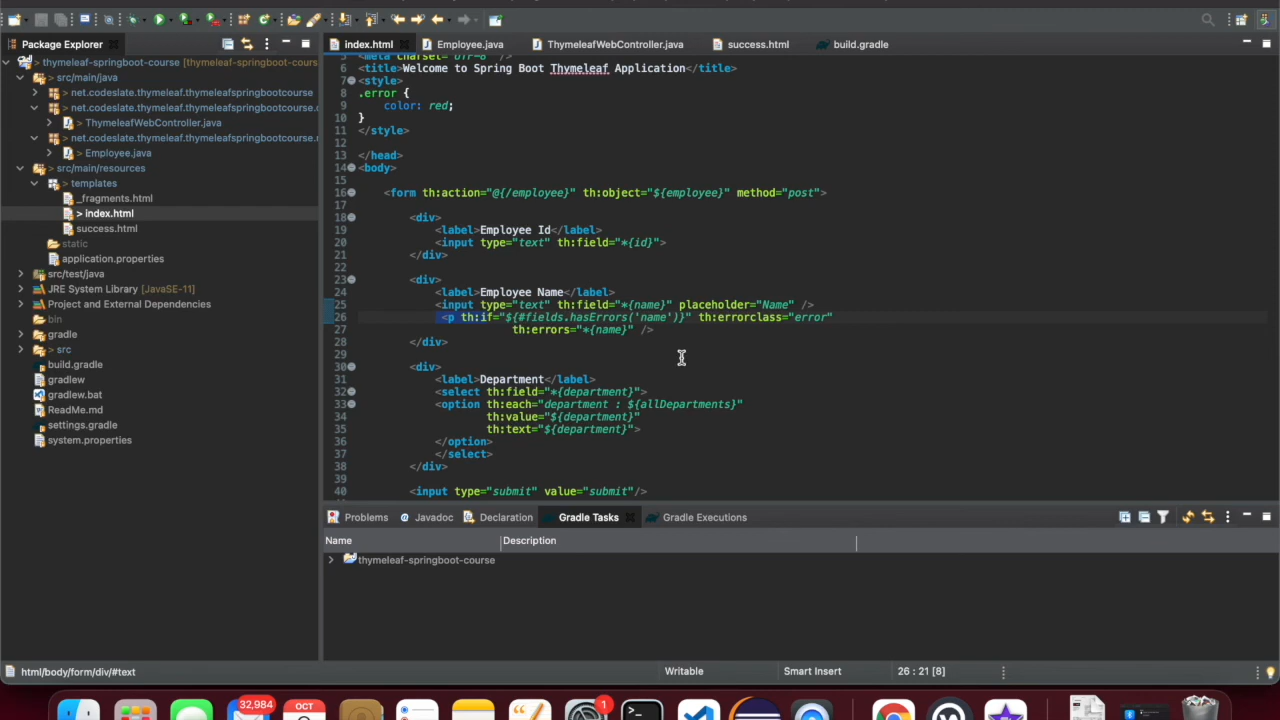 Package Explorer
index.html
Employee.java
ThymeleafWebController.java
success.html
build.gradle
> thymeleaf-springboot-course [thymeleaf-springboot-cours
> src/main/java
> net.codeslate.thymeleaf.thymeleafspringbootcourse
> net.codeslate.thymeleaf.thymeleafspringbootcourse.
> ThymeleafWebController.java
> net.codeslate.thymeleaf.thymeleafspringbootcourse.
> Employee.java
> src/main/resources
> templates
_fragments.html
> index.html
success.html
static
application.properties
src/test/java
JRE System Library [JavaSE-11]
Project and External Dependencies
bin
gradle
> src
build.gradle
gradlew
gradlew.bat
ReadMe.md
settings.gradle
system.properties
5 <meta charset="UTF-8" />
6 <title>Welcome to Spring Boot Thymeleaf Application</title>
7 <style>
8 .error {
9 color: red;
10 }
11 </style>
12
13 </head>
14 <body>
15
16 <form th:action="@{/employee}" th:object="${employee}" method="post">
17
18 <div>
19 <label>Employee Id</label>
20 <input type="text" th:field="*{id}">
21 </div>
22
23 <div>
24 <label>Employee Name</label>
25 <input type="text" th:field="*{name}" placeholder="Name" />
26 <p th:if="${#fields.hasErrors('name')}" th:errorclass="error"
27 th:errors="*{name}" />
28 </div>
29
30 <div>
31 <label>Department</label>
32 <select th:field="*{department}">
33 <option th:each="department : ${allDepartments}"
34 th:value="${department}"
35 th:text="${department}">
36 </option>
37 </select>
38 </div>
39
40 <input type="submit" value="submit"/>
Problems
Javadoc
Declaration
Gradle Tasks
Gradle Executions
Name
Description
thymeleaf-springboot-course
html/body/form/div/#text
Writable
Smart Insert
26 : 21 [8]
32,984
OCT
1